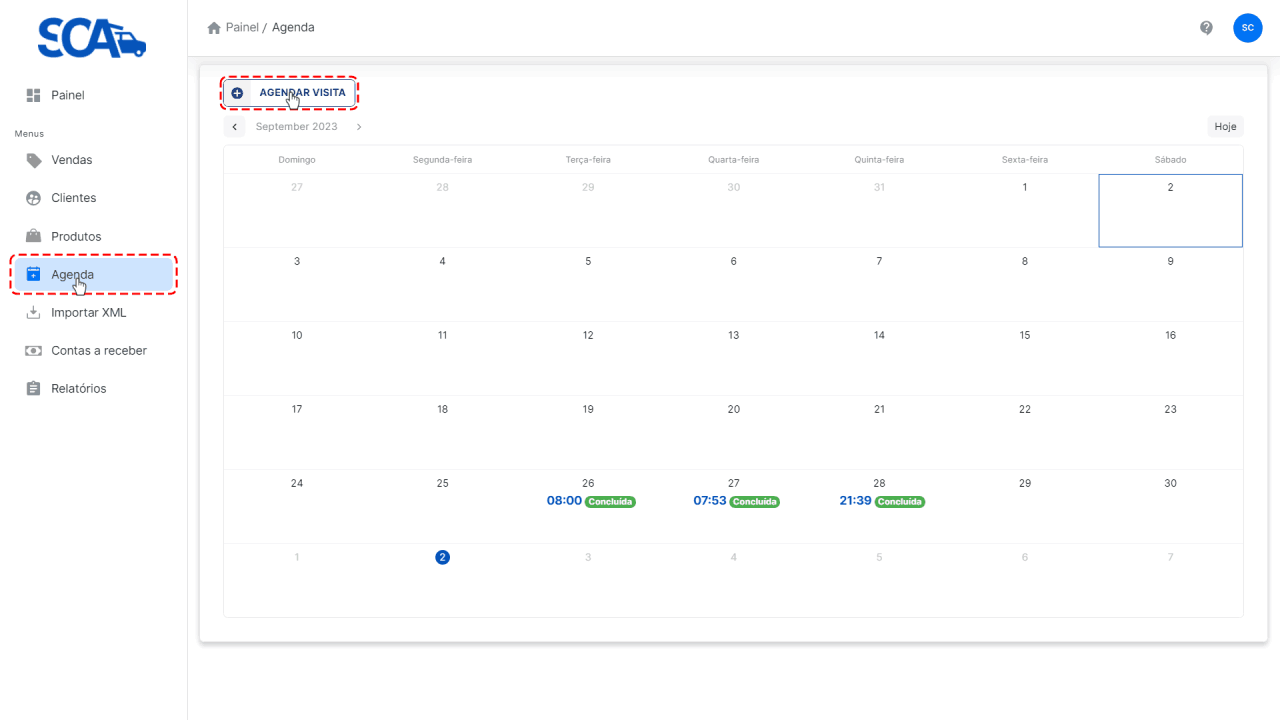 SCA
Painel / Agenda
SC
Painel
Menus
Vendas
Clientes
Produtos
Agenda
Importar XML
Contas a receber
Relatórios
AGENDAR VISITA
September 2023
Hoje
Domingo Segunda-feira Terça-feira Quarta-feira Quinta-feira Sexta-feira Sábado
27 28 29 30 31 1 2
3 4 5 6 7 8 9
10 11 12 13 14 15 16
17 18 19 20 21 22 23
24 25 26 27 28 29 30
08:00 Concluída 07:53 Concluída 21:39 Concluída
1 2 3 4 5 6 7